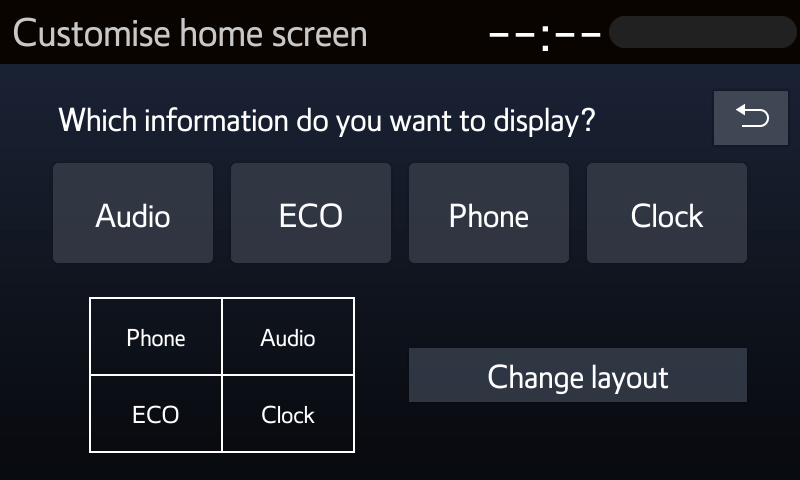 Customise home screen --:--
Which information do you want to display?
Audio ECO Phone Clock
Phone Audio
ECO Clock
Change layout